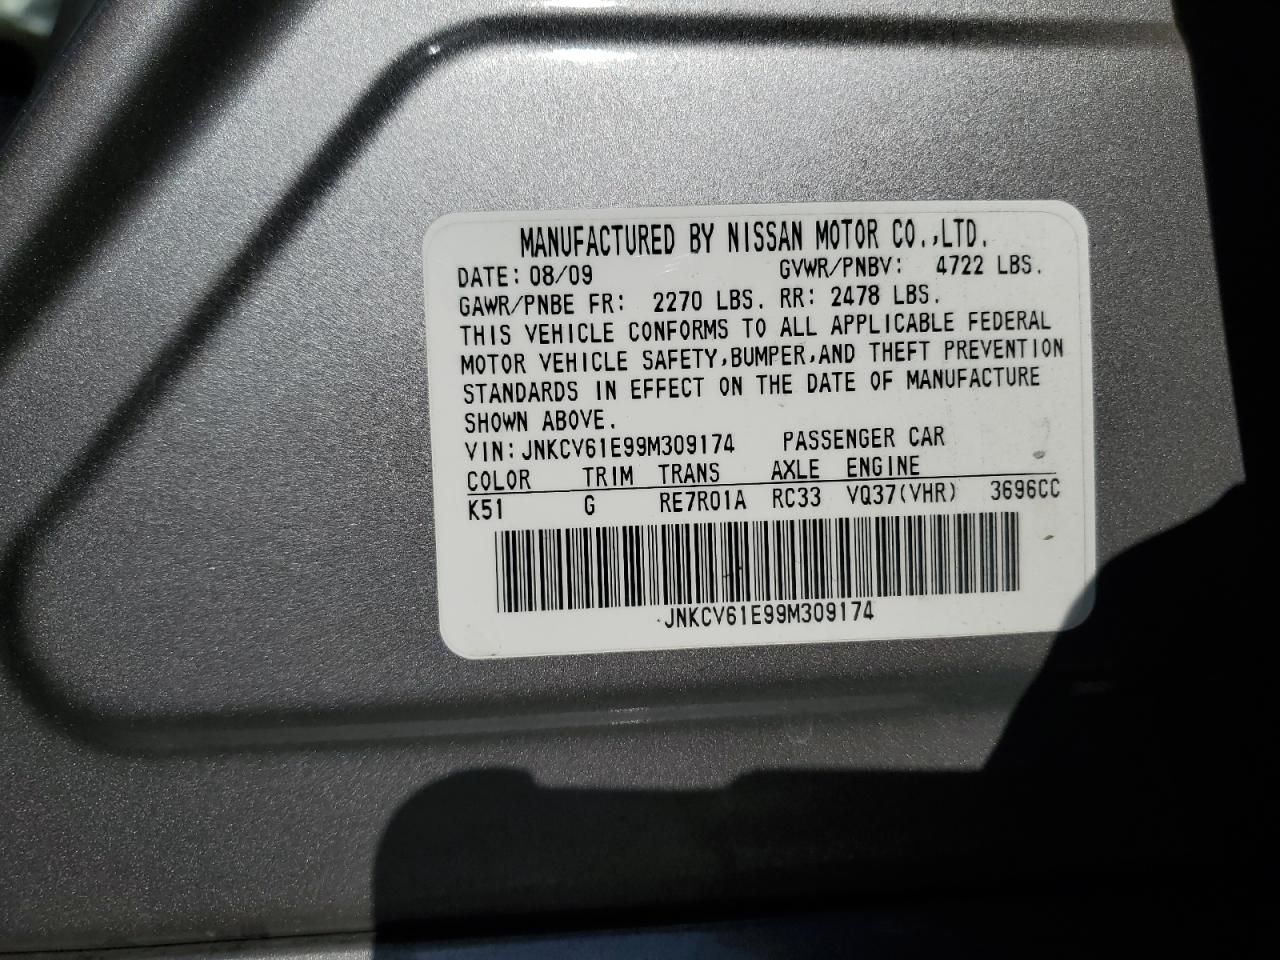 MANUFACTURED BY NISSAN MOTOR CO.,LTD.
DATE: 08/09 GVWR/PNBV: 4722 LBS.
GAWR/PNBE FR: 2270 LBS. RR: 2478 LBS.
THIS VEHICLE CONFORMS TO ALL APPLICABLE FEDERAL
MOTOR VEHICLE SAFETY,BUMPER,AND THEFT PREVENTION
STANDARDS IN EFFECT ON THE DATE OF MANUFACTURE
SHOWN ABOVE.
VIN:JNKCV61E99M309174 PASSENGER CAR
COLOR TRIM TRANS AXLE ENGINE
K51 G RE7R01A RC33 VQ37(VHR) 3696CC
JNKCV61E99M309174